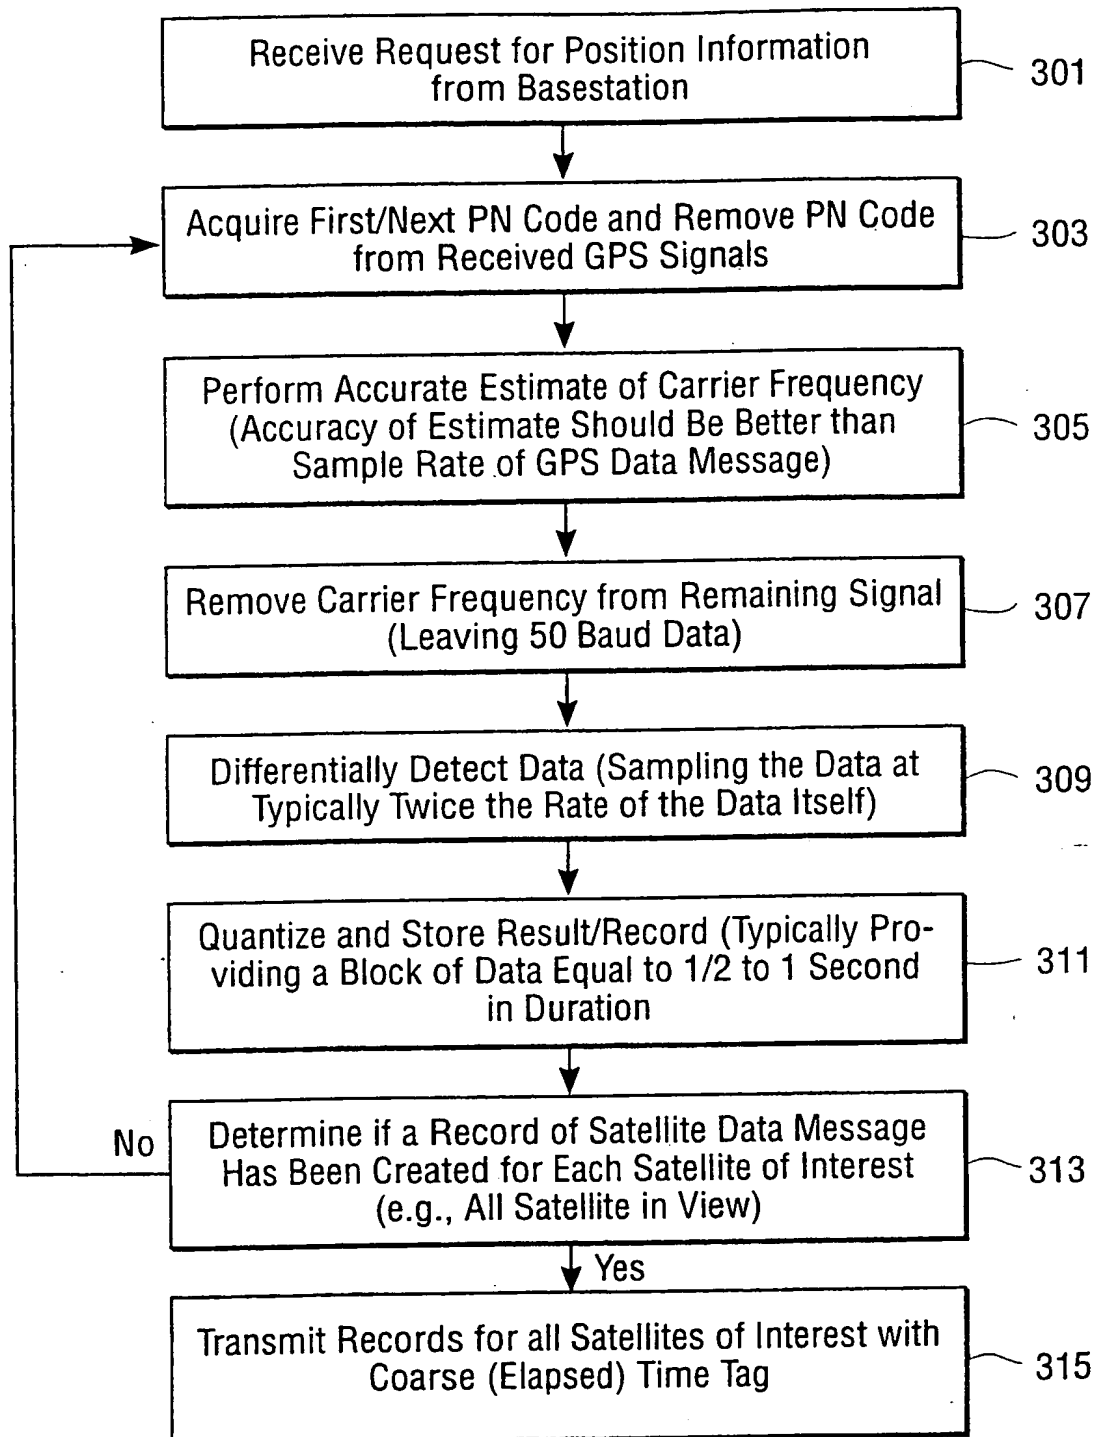 Receive Request for Position Information
from Basestation
301
Acquire First/Next PN Code and Remove PN Code
from Received GPS Signals
303
Perform Accurate Estimate of Carrier Frequency
(Accuracy of Estimate Should Be Better than
Sample Rate of GPS Data Message)
305
Remove Carrier Frequency from Remaining Signal
(Leaving 50 Baud Data)
307
Differentially Detect Data (Sampling the Data at
Typically Twice the Rate of the Data Itself)
309
Quantize and Store Result/Record (Typically Pro-
viding a Block of Data Equal to 1/2 to 1 Second
in Duration
311
No
Determine if a Record of Satellite Data Message
Has Been Created for Each Satellite of Interest
(e.g., All Satellite in View)
313
Yes
Transmit Records for all Satellites of Interest with
Coarse (Elapsed) Time Tag
315